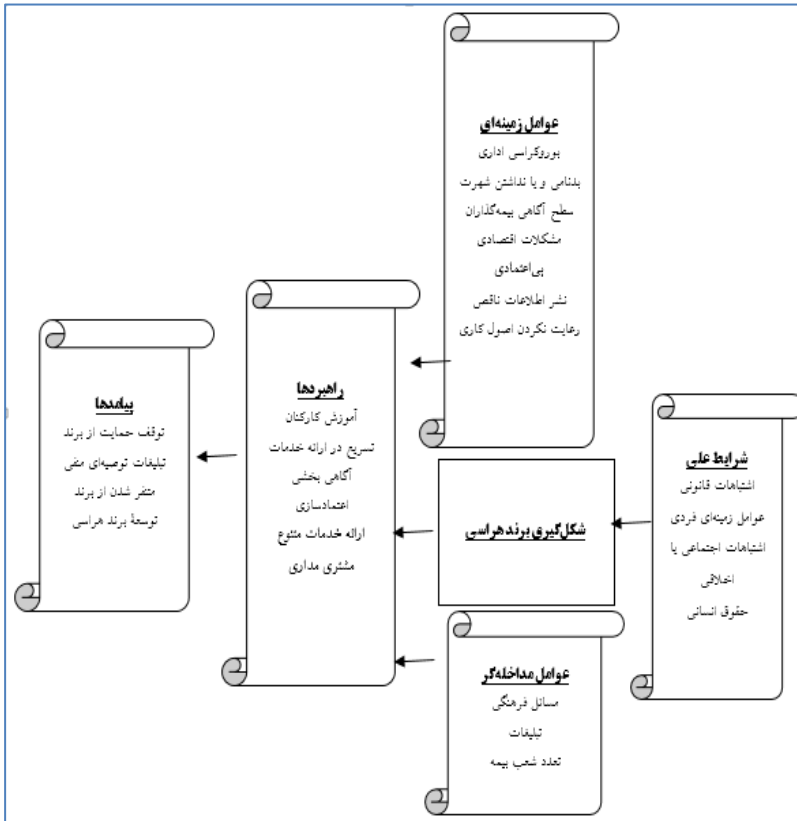 عوامل زمینه‌ای
بوروکراسی اداری
بدنامی و یا نداشتن شهرت
سطح آگاهی بیمه‌گذاران
مشکلات اقتصادی
بی‌اعتمادی
نشر اطلاعات ناقص
رعایت نکردن اصول کاری
شرایط علی
اشتباهات قانونی
عوامل زمینه‌ای فردی
اشتباهات اجتماعی یا
اخلاقی
حقوق انسانی
شکل‌گیری برند هراسی
عوامل مداخله‌گر
مسائل فرهنگی
تبلیغات
تعدد شعب بیمه
راهبردها
آموزش کارکنان
تسریع در ارائه خدمات
آگاهی بخشی
اعتمادسازی
ارائه خدمات متنوع
مشتری مداری
پیامدها
توقف حمایت از برند
تبلیغات توصیه‌ای منفی
متنفر شدن از برند
توسعهٔ برند هراسی